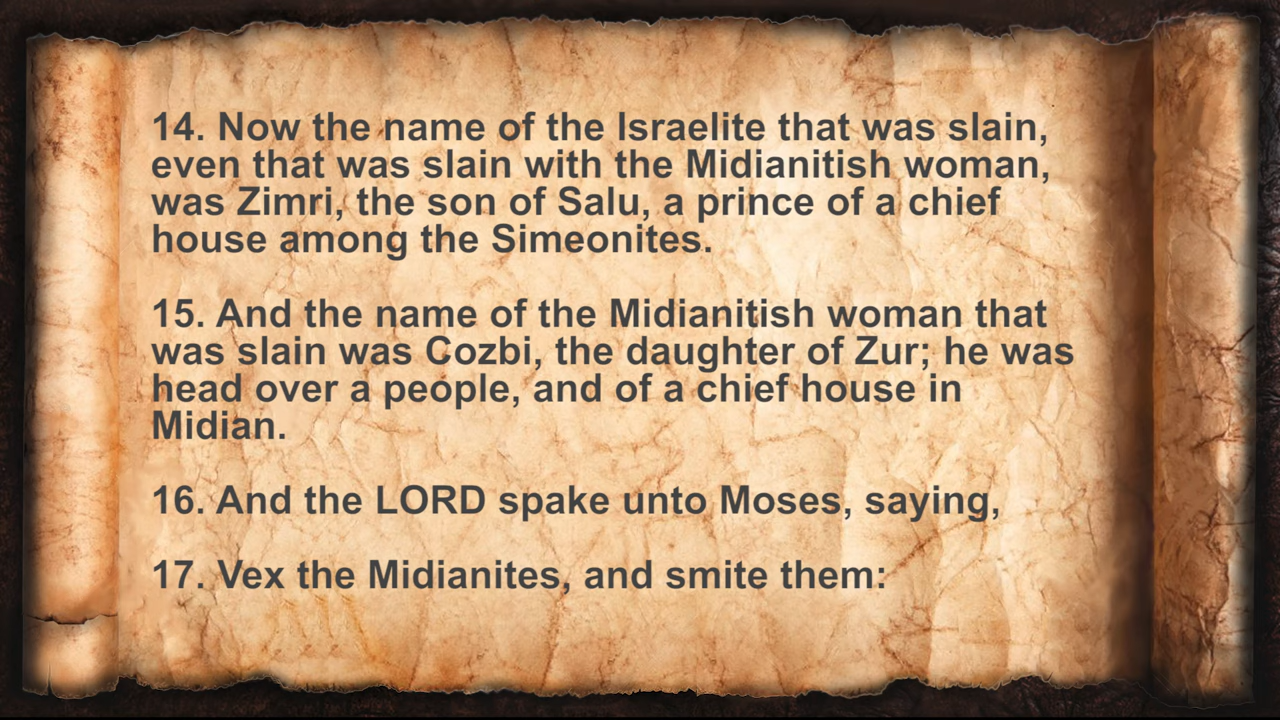 14. Now the name of the Israelite that was slain,
even that was slain with the Midianitish woman,
was Zimri, the son of Salu, a prince of a chief
house among the Simeonites.
15. And the name of the Midianitish woman that
was slain was Cozbi, the daughter of Zur; he was
head over a people, and of a chief house in
Midian.
16. And the LORD spake unto Moses, saying,
17. Vex the Midianites, and smite them: